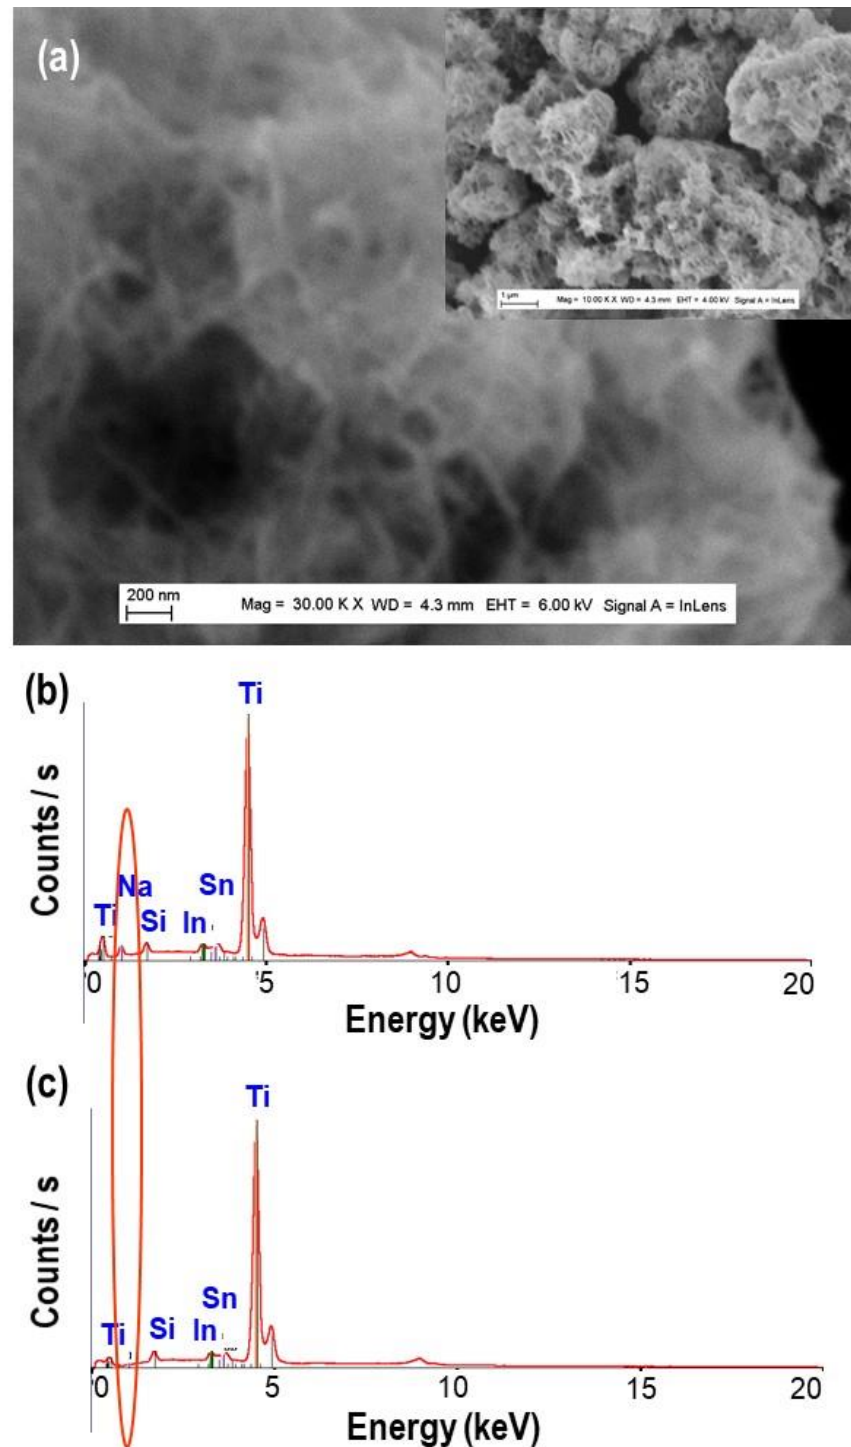 (a)
1 µm
Mag = 10.00 K X WD = 4.3 mm EHT = 4.00 kV Signal A = InLens
200 nm
Mag = 30.00 K X WD = 4.3 mm EHT = 6.00 kV Signal A = InLens
(b)
Ti
Counts / s
Na
Sn
Ti
Si
In
0 5 10 15 20
Energy (keV)
(c)
Ti
Counts / s
Sn
Ti
Si
In
0 5 10 15 20
Energy (keV)